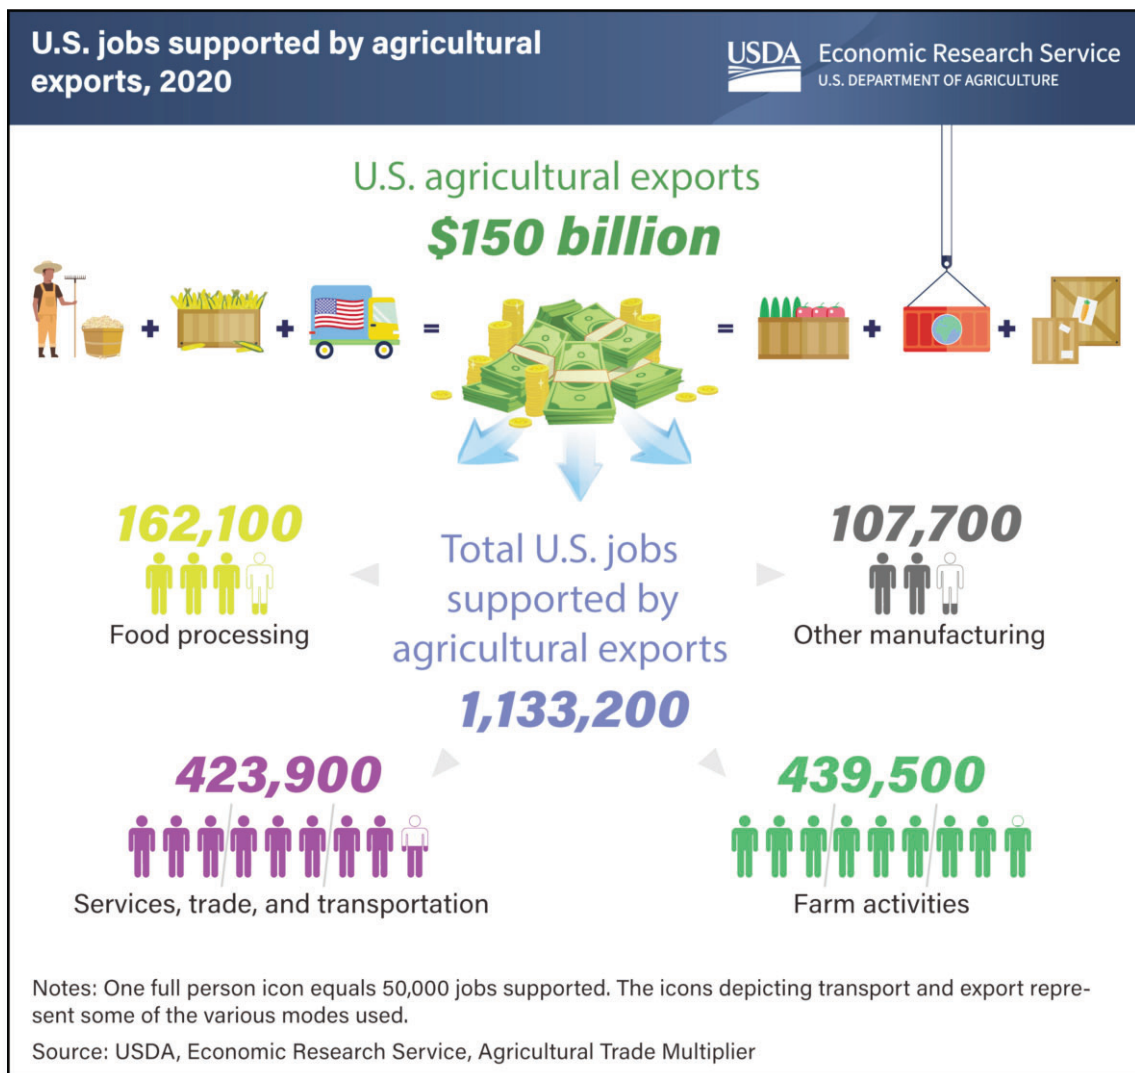 U.S. jobs supported by agricultural
exports, 2020
USDA
Economic Research Service
U.S. DEPARTMENT OF AGRICULTURE
U.S. agricultural exports
$150 billion
+ + = = + +
162,100
Food processing
107,700
Other manufacturing
Total U.S. jobs
supported by
agricultural exports
1,133,200
423,900
Services, trade, and transportation
439,500
Farm activities
Notes: One full person icon equals 50,000 jobs supported. The icons depicting transport and export repre-
sent some of the various modes used.
Source: USDA, Economic Research Service, Agricultural Trade Multiplier